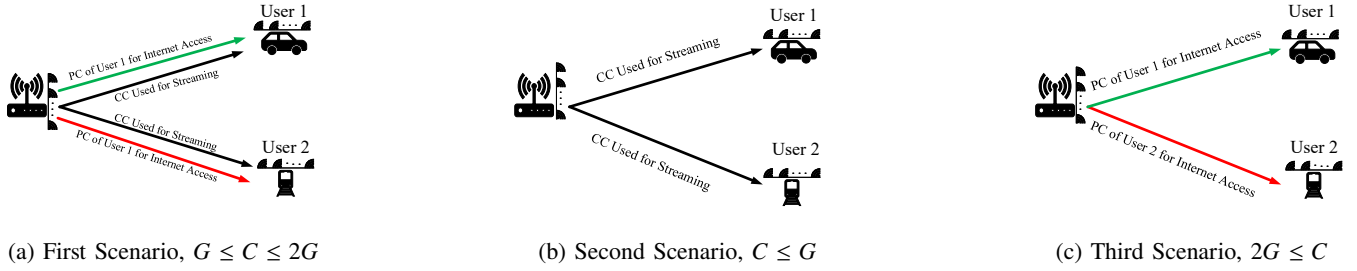 User 1
PC of User 1 for Internet Access
CC Used for Streaming
CC Used for Streaming
PC of User 1 for Internet Access
User 2
(a) First Scenario, G ≤ C ≤ 2G
User 1
CC Used for Streaming
CC Used for Streaming
User 2
(b) Second Scenario, C ≤ G
User 1
PC of User 1 for Internet Access
PC of User 2 for Internet Access
User 2
(c) Third Scenario, 2G ≤ C